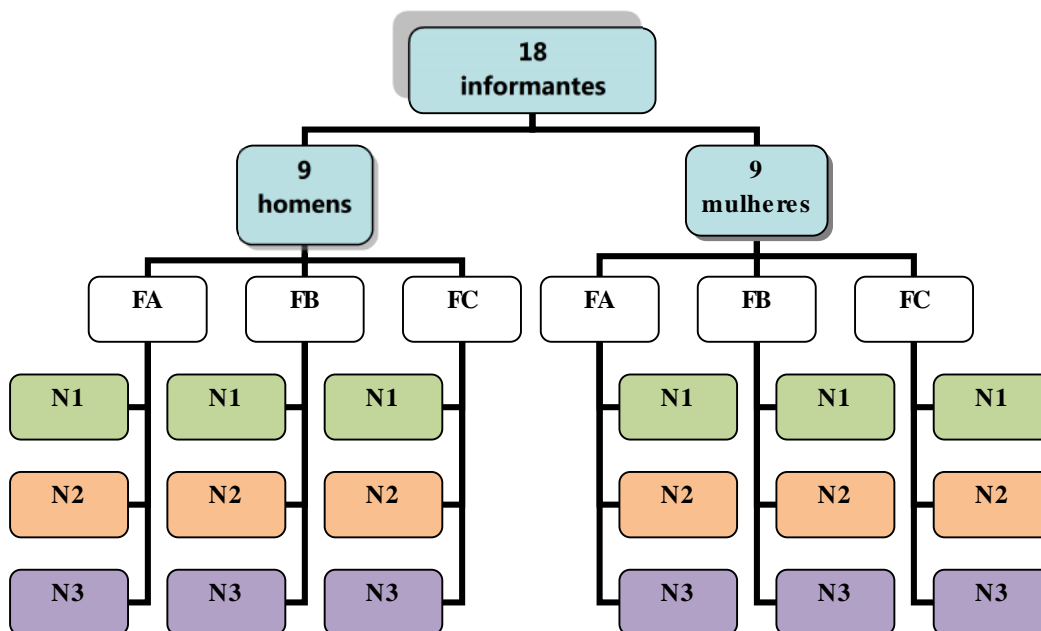 18
informantes
9
homens
9
mulheres
FA
FB
FC
FA
FB
FC
N1
N1
N1
N1
N1
N1
N2
N2
N2
N2
N2
N2
N3
N3
N3
N3
N3
N3